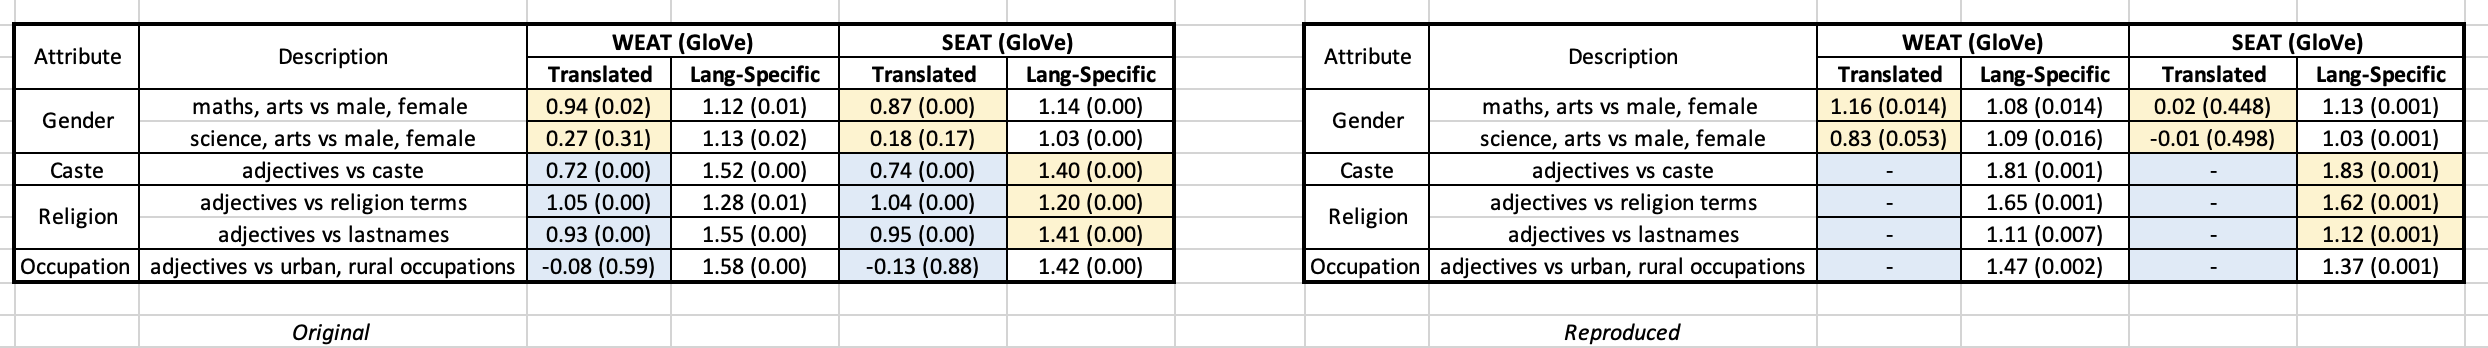 Attribute Description WEAT (GloVe) SEAT (GloVe)
Translated Lang-Specific Translated Lang-Specific
Gender maths, arts vs male, female 0.94 (0.02) 1.12 (0.01) 0.87 (0.00) 1.14 (0.00)
science, arts vs male, female 0.27 (0.31) 1.13 (0.02) 0.18 (0.17) 1.03 (0.00)
Caste adjectives vs caste 0.72 (0.00) 1.52 (0.00) 0.74 (0.00) 1.40 (0.00)
Religion adjectives vs religion terms 1.05 (0.00) 1.28 (0.01) 1.04 (0.00) 1.20 (0.00)
adjectives vs lastnames 0.93 (0.00) 1.55 (0.00) 0.95 (0.00) 1.41 (0.00)
Occupation adjectives vs urban, rural occupations -0.08 (0.59) 1.58 (0.00) -0.13 (0.88) 1.42 (0.00)
Original
Attribute Description WEAT (GloVe) SEAT (GloVe)
Translated Lang-Specific Translated Lang-Specific
Gender maths, arts vs male, female 1.16 (0.014) 1.08 (0.014) 0.02 (0.448) 1.13 (0.001)
science, arts vs male, female 0.83 (0.053) 1.09 (0.016) -0.01 (0.498) 1.03 (0.001)
Caste adjectives vs caste - 1.81 (0.001) - 1.83 (0.001)
Religion adjectives vs religion terms - 1.65 (0.001) - 1.62 (0.001)
adjectives vs lastnames - 1.11 (0.007) - 1.12 (0.001)
Occupation adjectives vs urban, rural occupations - 1.47 (0.002) - 1.37 (0.001)
Reproduced